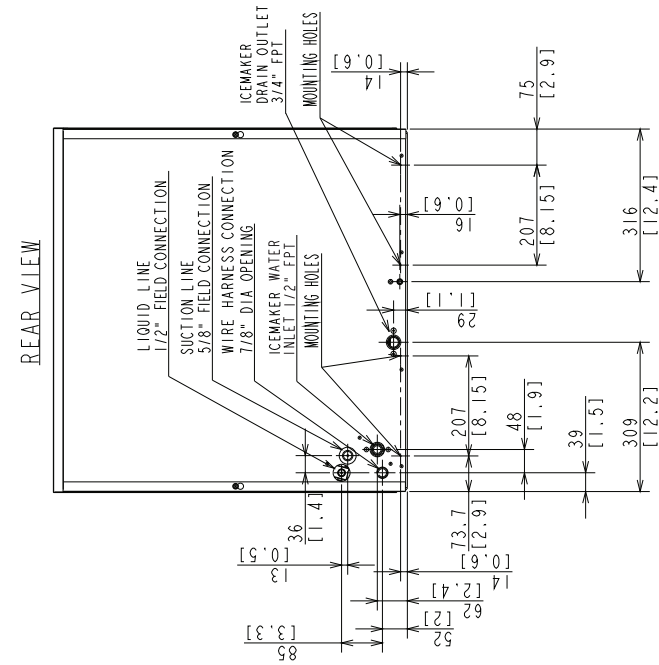 REAR VIEW
LIQUID LINE
1/2" FIELD CONNECTION
SUCTION LINE
5/8" FIELD CONNECTION
WIRE HARNESS CONNECTION
7/8" DIA OPENING
ICEMAKER WATER
INLET 1/2" FPT
MOUNTING HOLES
ICEMAKER
DRAIN OUTLET
3/4" FPT
MOUNTING HOLES
14
[0.6]
75
[2.9]
16
[0.6]
207
[8.15]
316
[12.4]
29
[1.1]
207
[8.15]
48
[1.9]
39
[1.5]
309
[12.2]
36
[1.4]
73.7
[2.9]
13
[0.5]
14
[0.6]
62
[2.4]
52
[2]
85
[3.3]